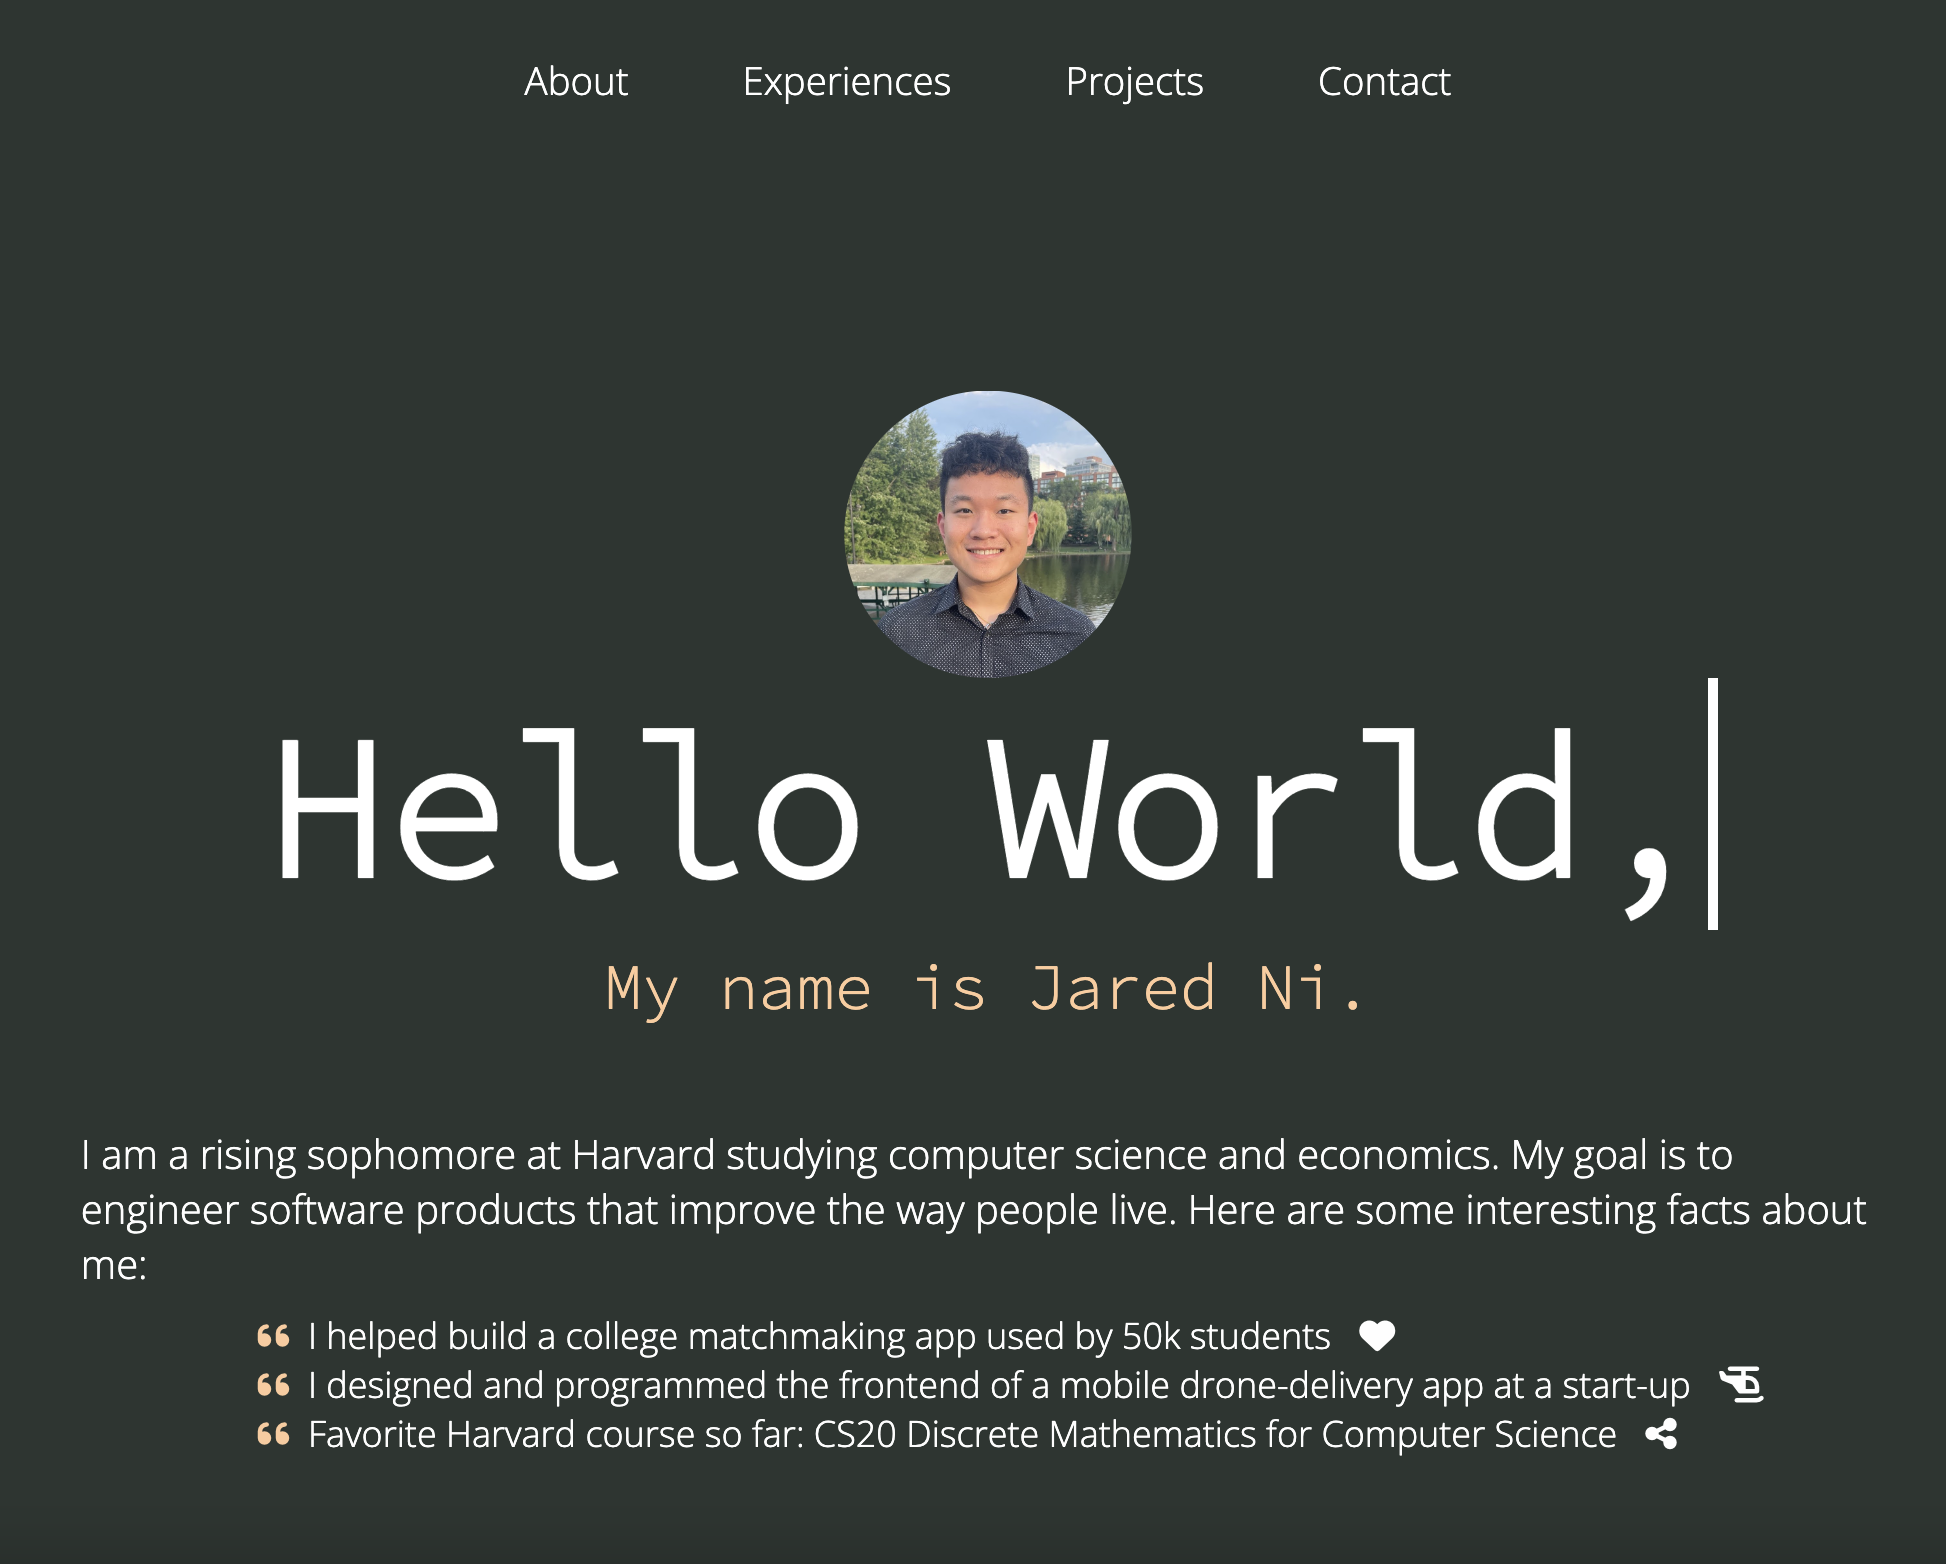 About Experiences Projects Contact
Hello World,
My name is Jared Ni.
I am a rising sophomore at Harvard studying computer science and economics. My goal is to
engineer software products that improve the way people live. Here are some interesting facts about
me:
I helped build a college matchmaking app used by 50k students
I designed and programmed the frontend of a mobile drone-delivery app at a start-up
Favorite Harvard course so far: CS20 Discrete Mathematics for Computer Science